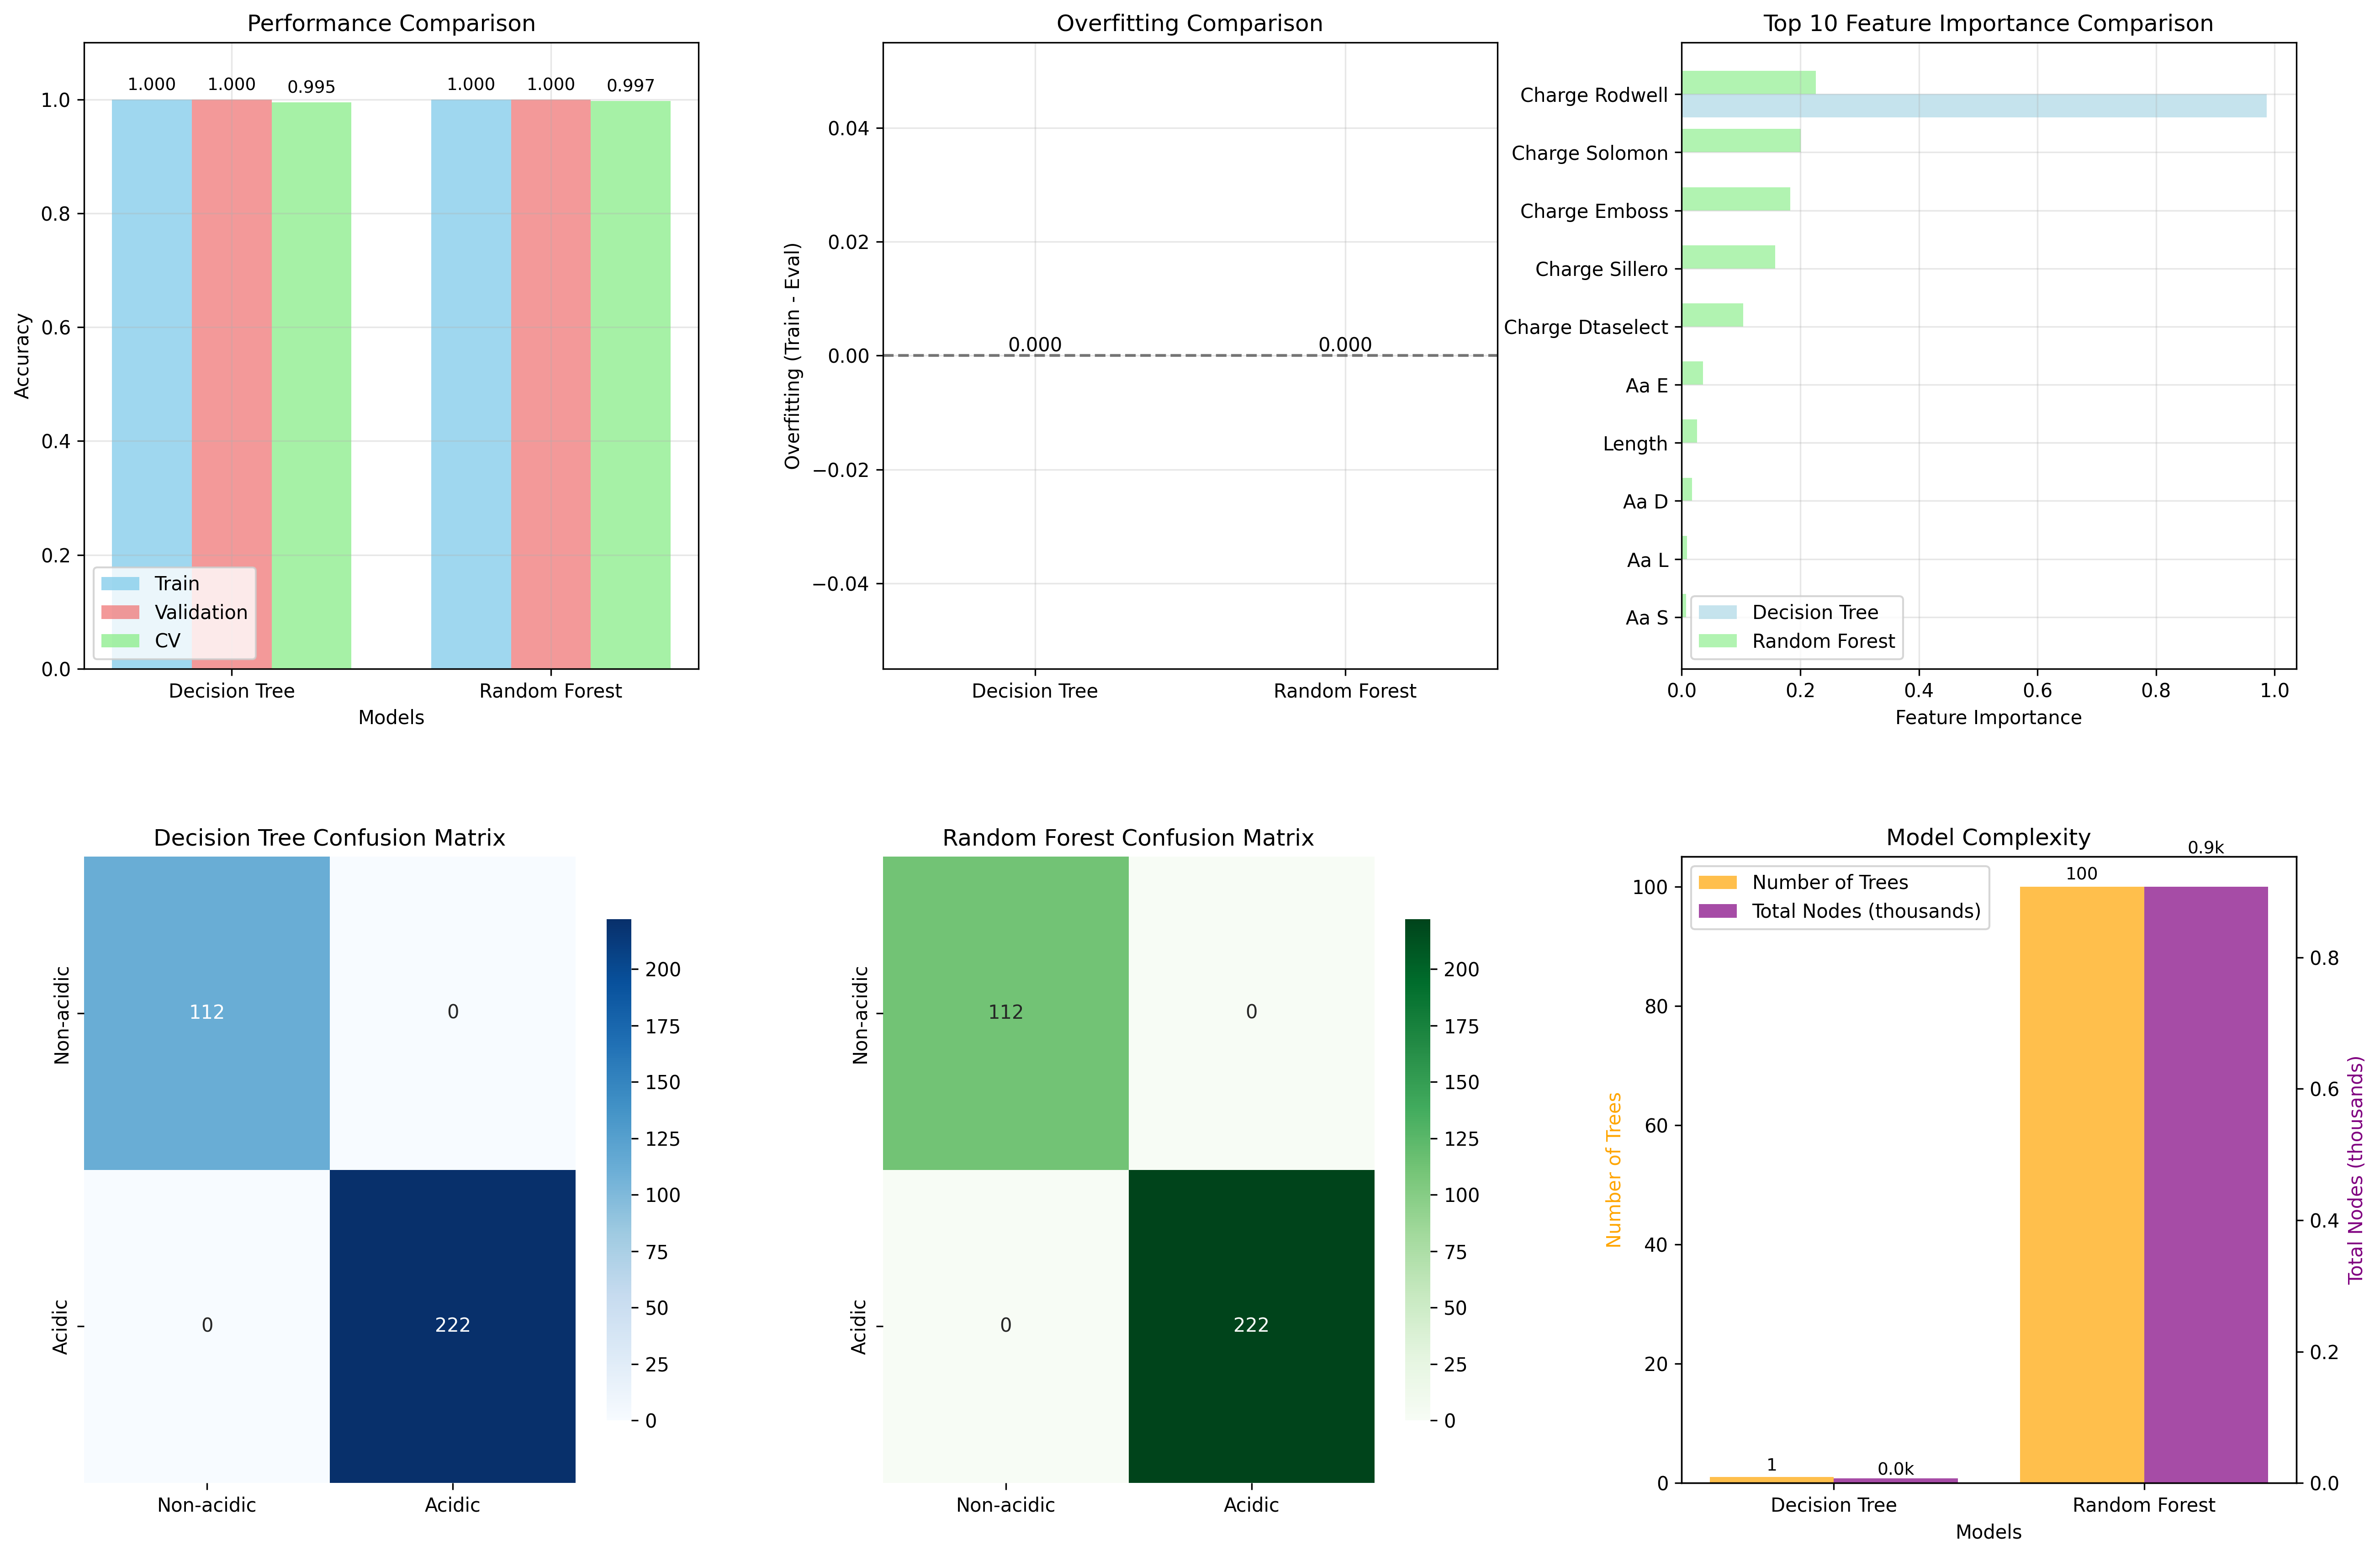 Performance Comparison
1.000
1.000
0.995
1.000
1.000
0.997
1.0
0.8
0.6
0.4
0.2
0.0
Accuracy
Train
Validation
CV
Decision Tree
Random Forest
Models
Overfitting Comparison
0.04
0.02
0.00
−0.02
−0.04
Overfitting (Train - Eval)
0.000
0.000
Decision Tree
Random Forest
Top 10 Feature Importance Comparison
Charge Rodwell
Charge Solomon
Charge Emboss
Charge Sillero
Charge Dtaselect
Aa E
Length
Aa D
Aa L
Aa S
Decision Tree
Random Forest
0.0
0.2
0.4
0.6
0.8
1.0
Feature Importance
Decision Tree Confusion Matrix
Non-acidic
Acidic
112
0
0
222
Non-acidic
Acidic
200
175
150
125
100
75
50
25
0
Random Forest Confusion Matrix
Non-acidic
Acidic
112
0
0
222
Non-acidic
Acidic
200
175
150
125
100
75
50
25
0
Model Complexity
0.9k
100
Number of Trees
Total Nodes (thousands)
100
80
60
40
20
0
Number of Trees
0.8
0.6
0.4
0.2
0.0
Total Nodes (thousands)
1
0.0k
Decision Tree
Random Forest
Models